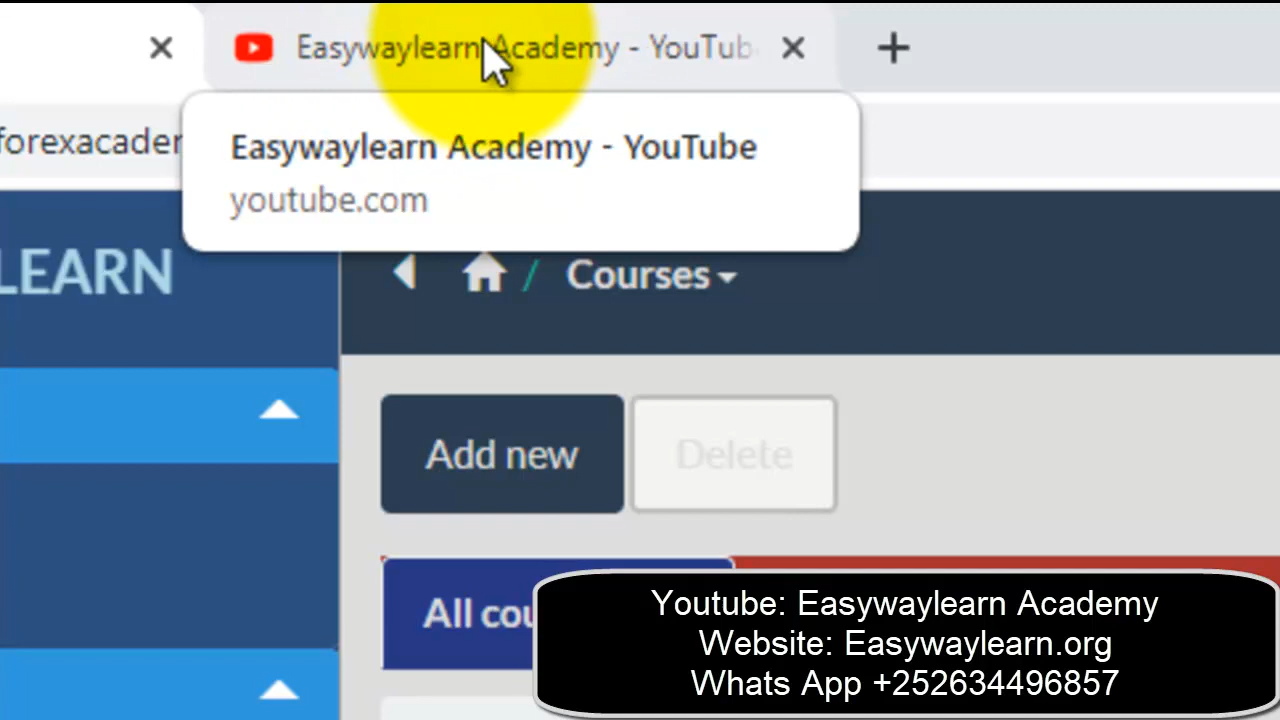 Easywaylearn Academy - YouTub
forexacader
Easywaylearn Academy - YouTube
youtube.com
LEARN
/ Courses
Add new
Delete
All cou
Youtube: Easywaylearn Academy
Website: Easywaylearn.org
Whats App +252634496857